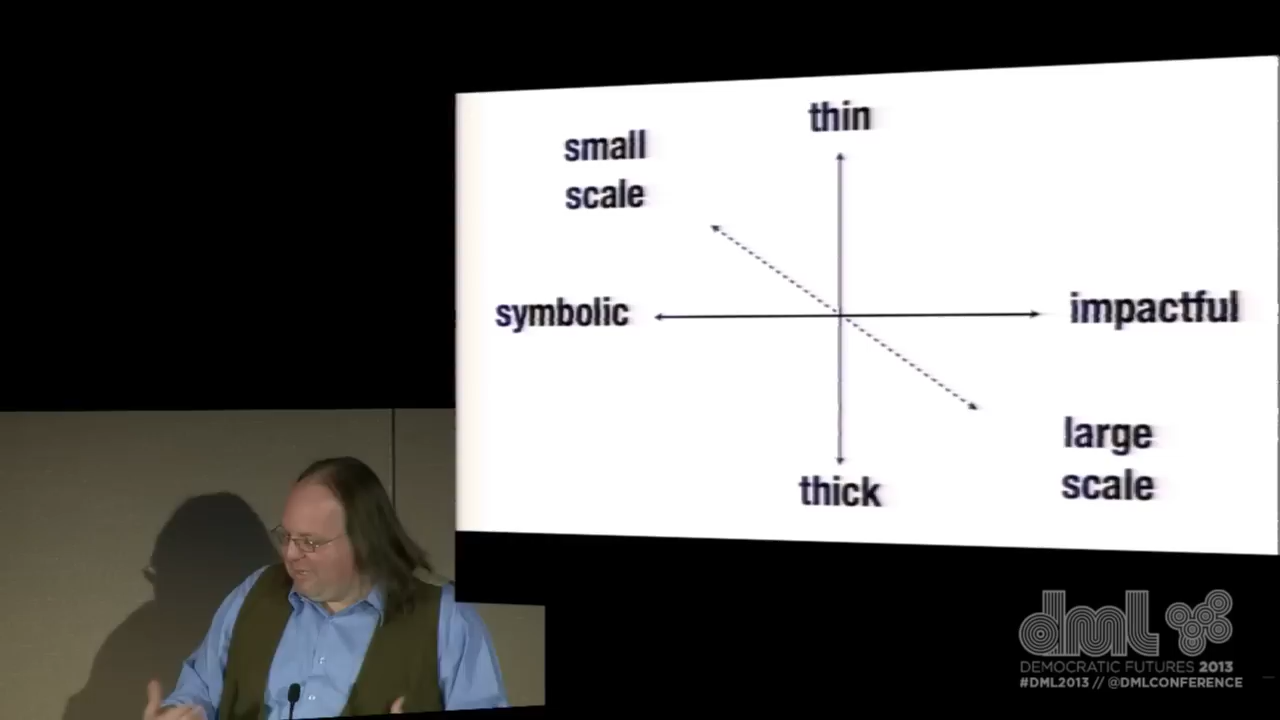 thin
small
scale
symbolic
impactful
large
scale
thick
dml
DEMOCRATIC FUTURES 2013
#DML2013 // @DMLCONFERENCE